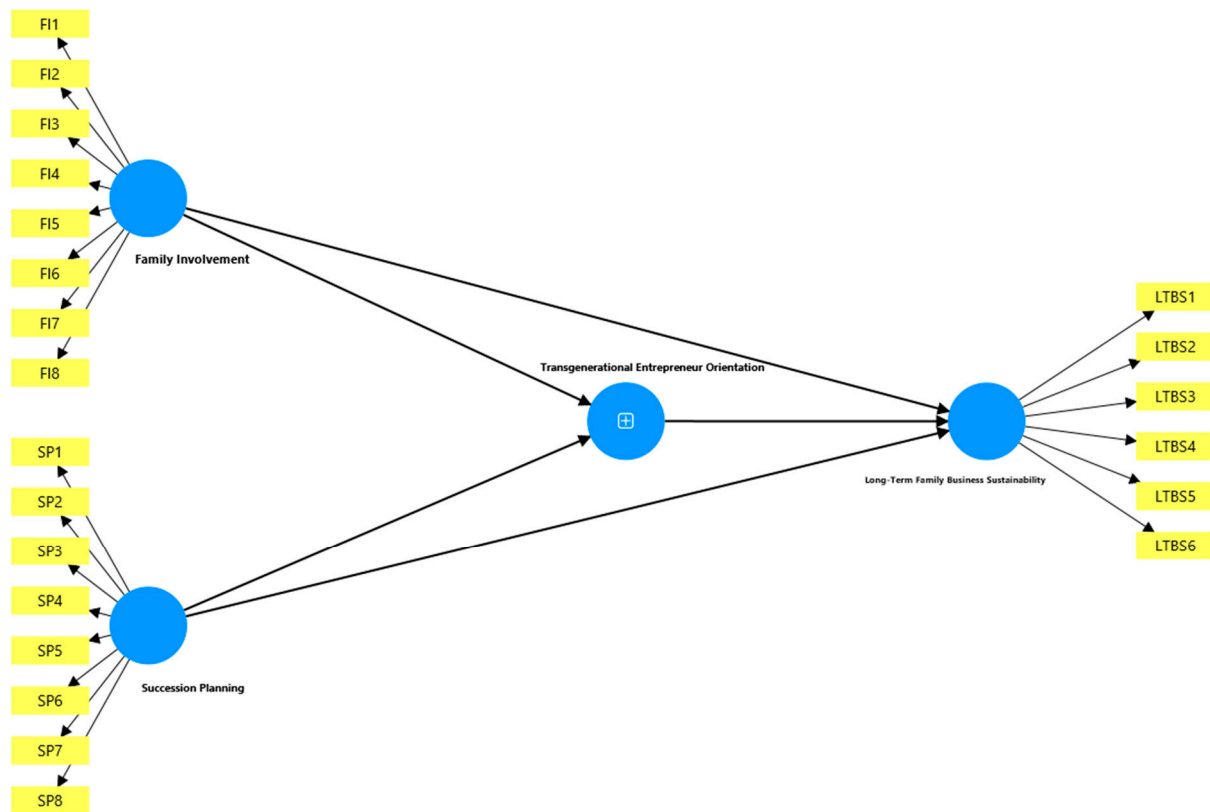 FI1
FI2
FI3
FI4
FI5
FI6
FI7
FI8
Family Involvement
Transgenerational Entrepreneur Orientation
LTBS1
LTBS2
LTBS3
LTBS4
LTBS5
LTBS6
Long-Term Family Business Sustainability
SP1
SP2
SP3
SP4
SP5
SP6
SP7
SP8
Succession Planning